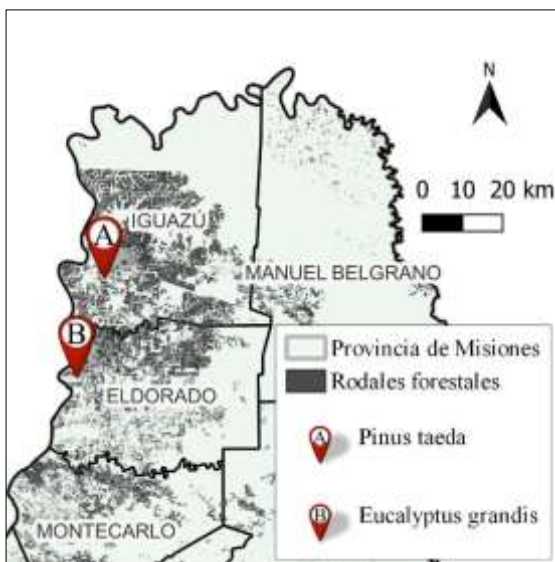 N
0 10 20 km
IGUAZÚ
A
MANUEL BELGRANO
B
ELDORADO
MONTECARLO
Provincia de Misiones
Rodales forestales
A Pinus taeda
B Eucalyptus grandis